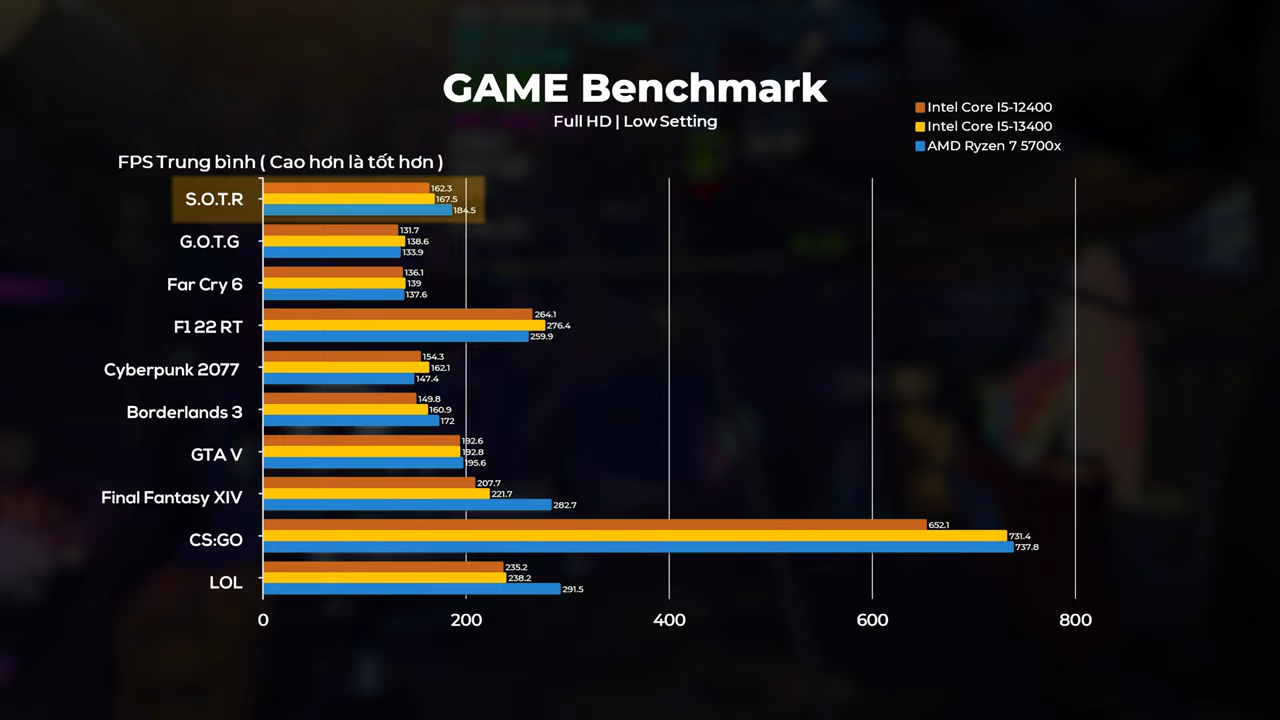 GAME Benchmark
Full HD | Low Setting
Intel Core I5-12400
Intel Core I5-13400
AMD Ryzen 7 5700x
FPS Trung bình ( Cao hơn là tốt hơn )
S.O.T.R
162.3
167.5
184.5
G.O.T.G
131.7
138.6
133.9
Far Cry 6
136.1
139
137.6
F1 22 RT
264.1
276.4
259.9
Cyberpunk 2077
154.3
162.1
147.4
Borderlands 3
149.8
160.9
172
GTA V
192.6
192.8
195.6
Final Fantasy XIV
207.7
221.7
282.7
CS:GO
652.1
731.4
737.8
LOL
235.2
238.2
291.5
0 200 400 600 800